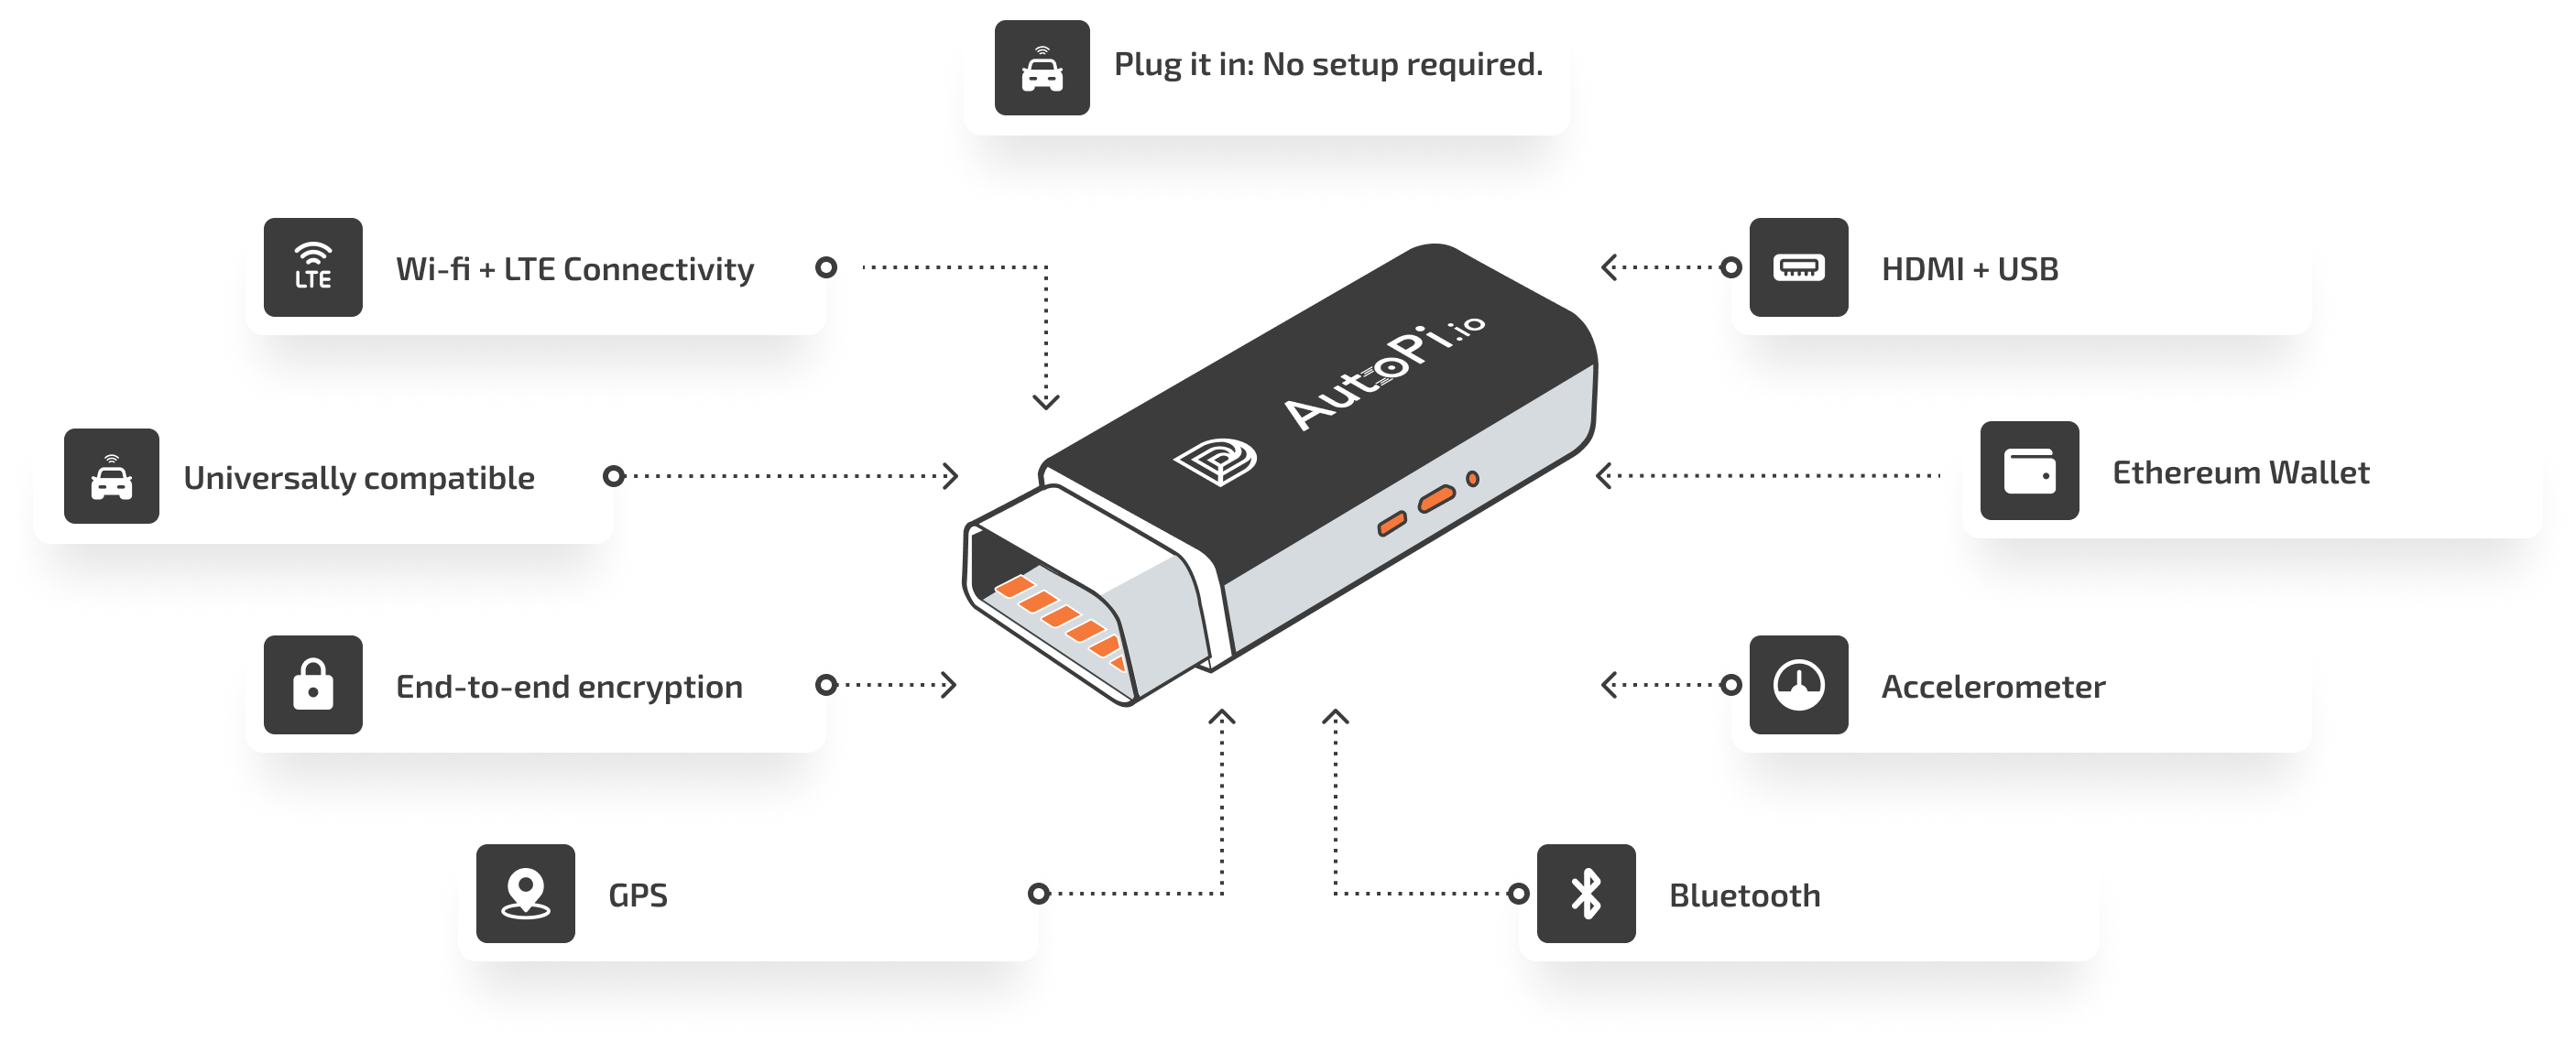 Plug it in: No setup required.
LTE
Wi-fi + LTE Connectivity
HDMI + USB
AutoPi.io
Universally compatible
Ethereum Wallet
End-to-end encryption
Accelerometer
GPS
Bluetooth